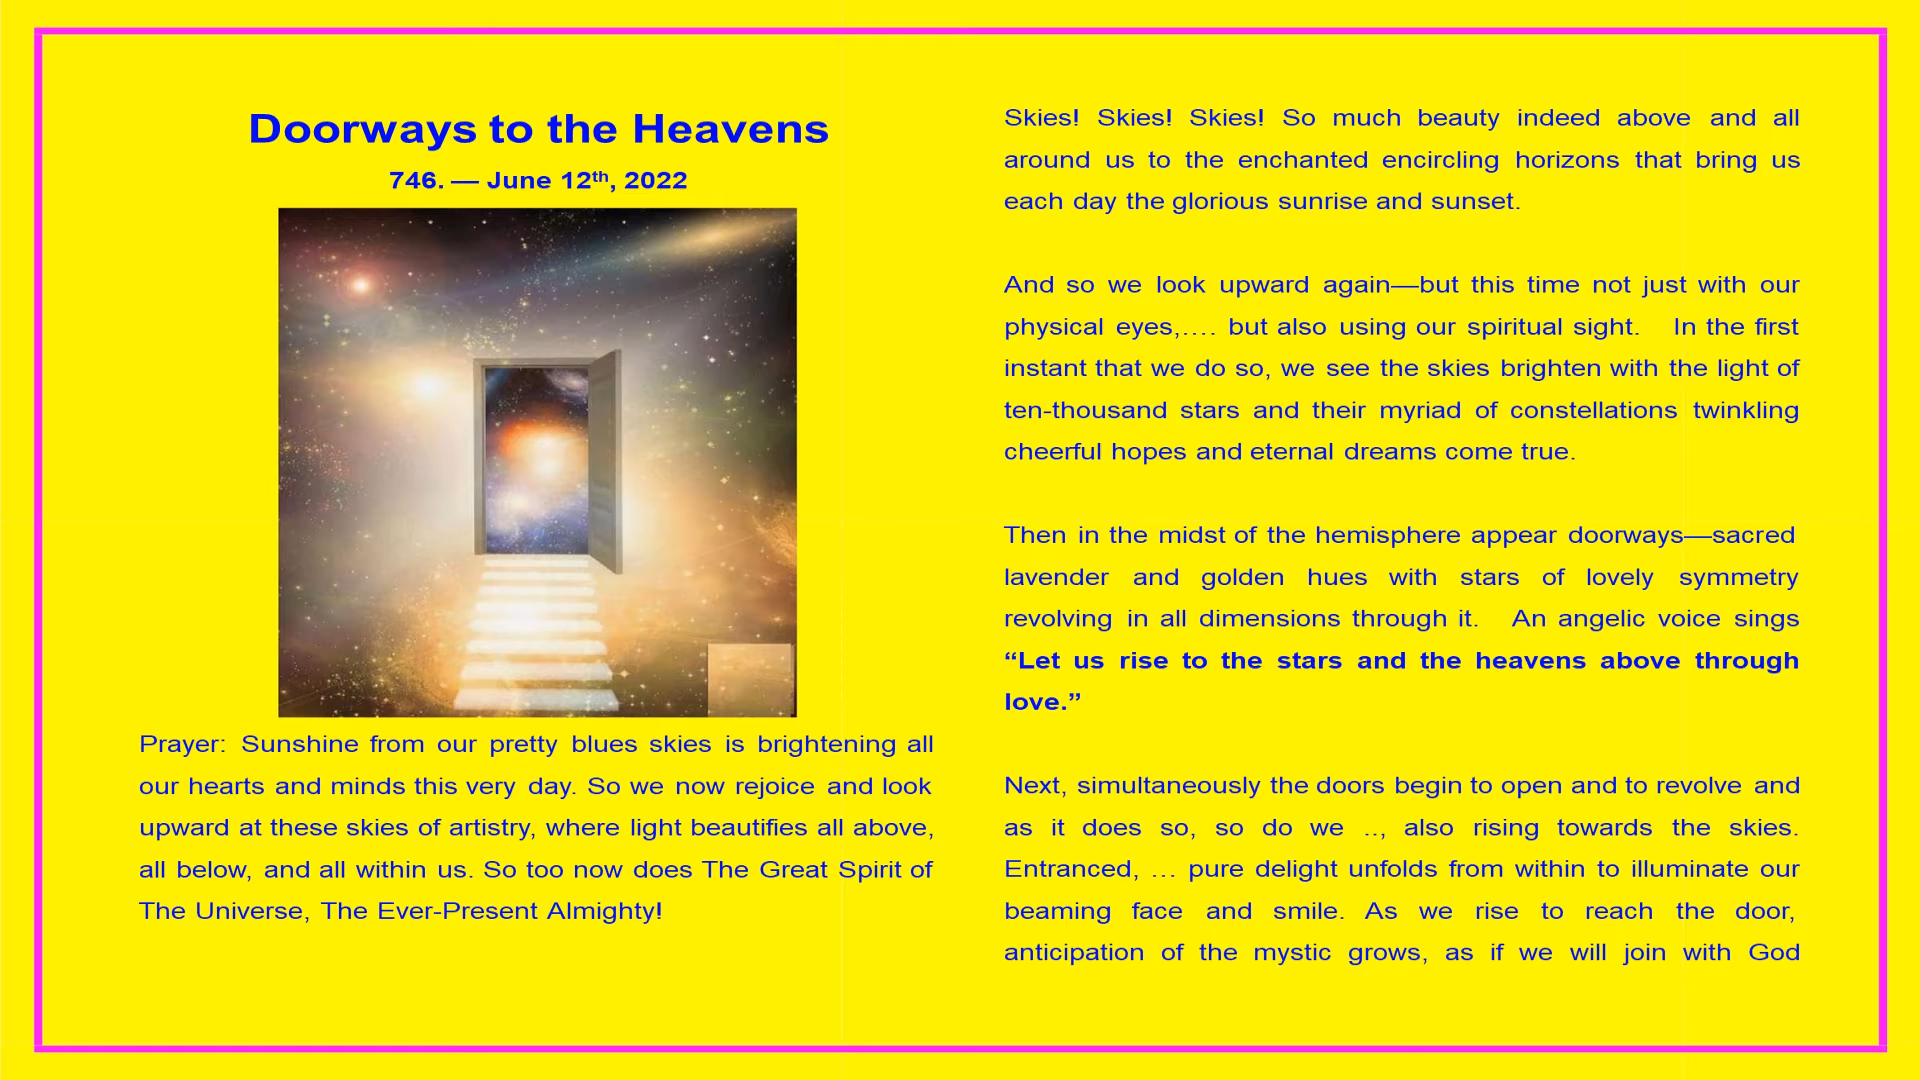 Doorways to the Heavens
746. — June 12th, 2022
Prayer: Sunshine from our pretty blues skies is brightening all
our hearts and minds this very day. So we now rejoice and look
upward at these skies of artistry, where light beautifies all above,
all below, and all within us. So too now does The Great Spirit of
The Universe, The Ever-Present Almighty!
Skies! Skies! Skies! So much beauty indeed above and all
around us to the enchanted encircling horizons that bring us
each day the glorious sunrise and sunset.
And so we look upward again—but this time not just with our
physical eyes,…. but also using our spiritual sight. In the first
instant that we do so, we see the skies brighten with the light of
ten-thousand stars and their myriad of constellations twinkling
cheerful hopes and eternal dreams come true.
Then in the midst of the hemisphere appear doorways—sacred
lavender and golden hues with stars of lovely symmetry
revolving in all dimensions through it. An angelic voice sings
“Let us rise to the stars and the heavens above through
love.”
Next, simultaneously the doors begin to open and to revolve and
as it does so, so do we .., also rising towards the skies.
Entranced, … pure delight unfolds from within to illuminate our
beaming face and smile. As we rise to reach the door,
anticipation of the mystic grows, as if we will join with God